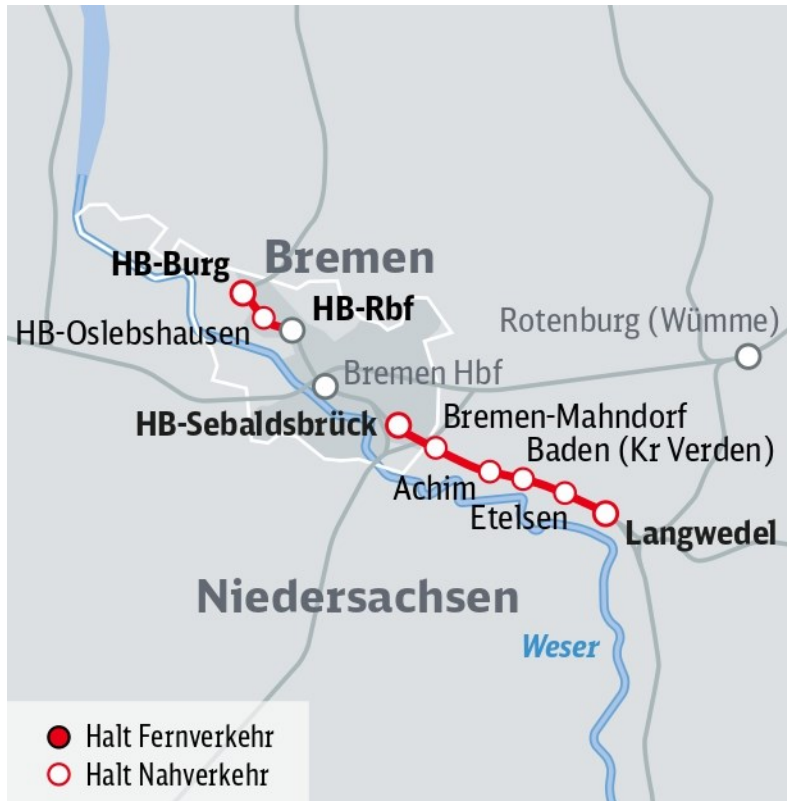 Bremen
HB-Burg
HB-Rbf
HB-Oslebshausen
Rotenburg (Wümme)
Bremen Hbf
HB-Sebaldsbrück
Bremen-Mahndorf
Baden (Kr Verden)
Achim
Etelsen
Langwedel
Niedersachsen
Weser
Halt Fernverkehr
Halt Nahverkehr